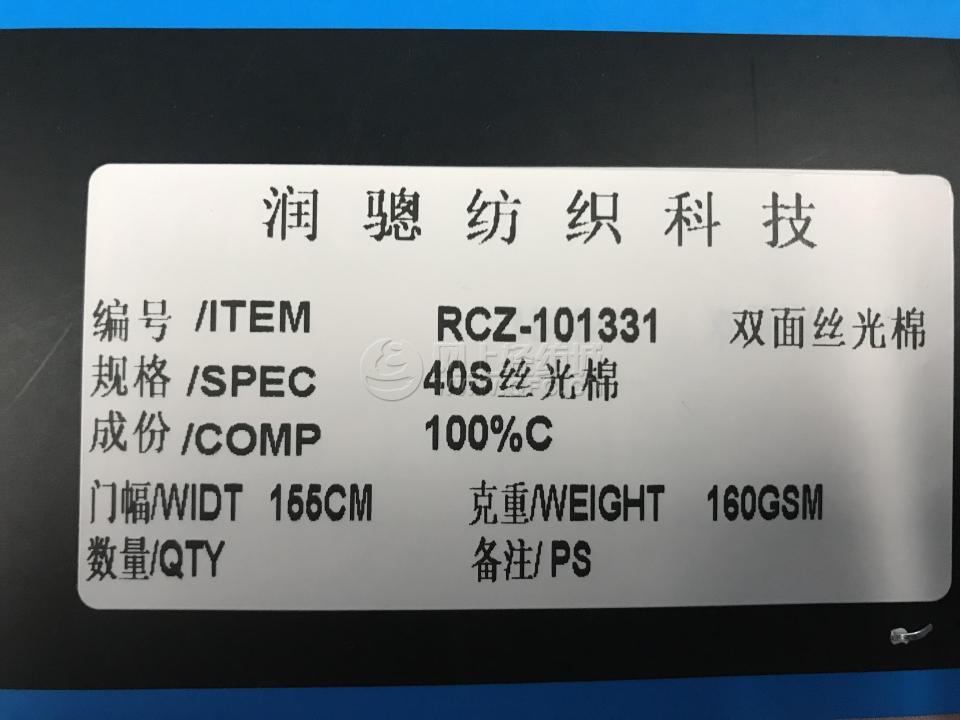 润骢纺织科技
编号/ITEM RCZ-101331 双面丝光棉
规格/SPEC 40S丝光棉
成份/COMP 100%C
门幅/WIDT 155CM 克重/WEIGHT 160GSM
数量/QTY 备注/PS